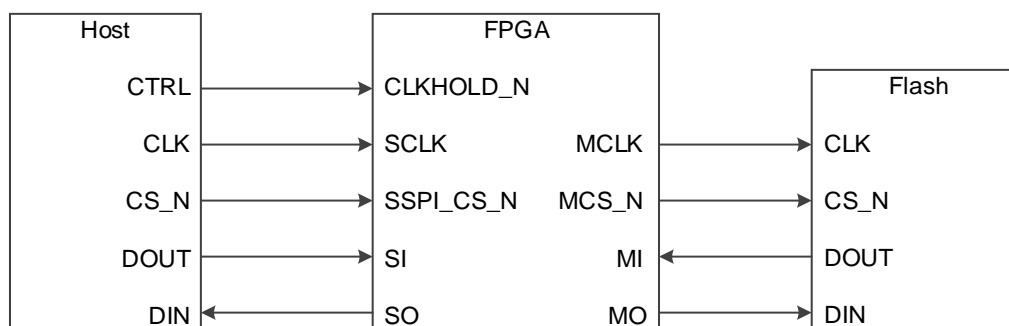 Host
FPGA
CTRL
CLKHOLD_N
Flash
CLK
SCLK
MCLK
CLK
CS_N
SSPI_CS_N
MCS_N
CS_N
DOUT
SI
MI
DOUT
DIN
SO
MO
DIN